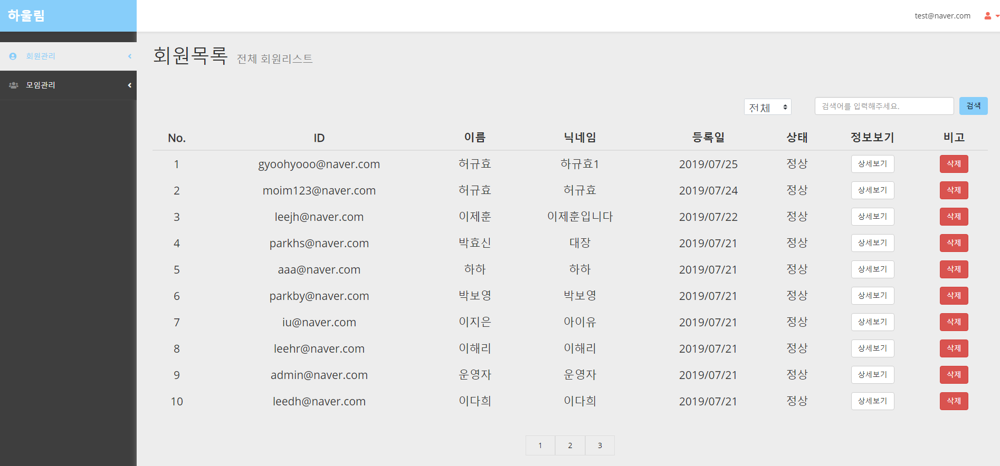 하울림
test@naver.com
회원관리
모임관리
회원목록 전체 회원리스트
전체 검색어를 입력해주세요. 검색
No. ID 이름 닉네임 등록일 상태 정보보기 비고
1 gyoohyooo@naver.com 허규효 하규효1 2019/07/25 정상 상세보기 삭제
2 moim123@naver.com 허규효 허규효 2019/07/24 정상 상세보기 삭제
3 leejh@naver.com 이제훈 이제훈입니다 2019/07/22 정상 상세보기 삭제
4 parkhs@naver.com 박효신 대장 2019/07/21 정상 상세보기 삭제
5 aaa@naver.com 하하 하하 2019/07/21 정상 상세보기 삭제
6 parkby@naver.com 박보영 박보영 2019/07/21 정상 상세보기 삭제
7 iu@naver.com 이지은 아이유 2019/07/21 정상 상세보기 삭제
8 leehr@naver.com 이해리 이해리 2019/07/21 정상 상세보기 삭제
9 admin@naver.com 운영자 운영자 2019/07/21 정상 상세보기 삭제
10 leedh@naver.com 이다희 이다희 2019/07/21 정상 상세보기 삭제
1 2 3